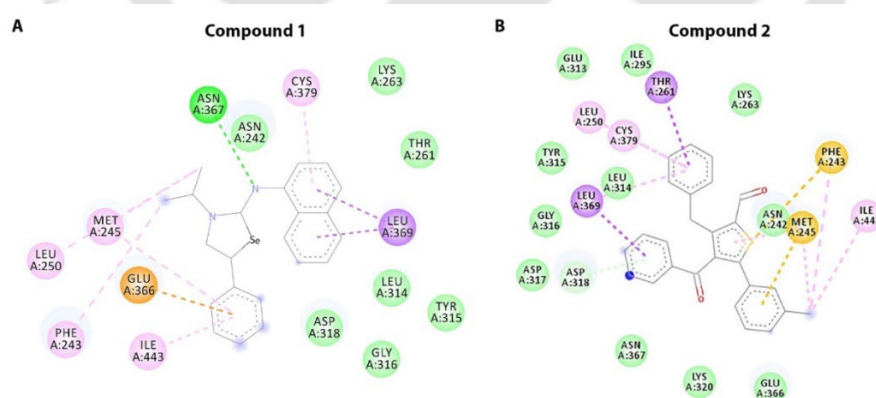 A
Compound 1
LYS
A:263
CYS
A:379
ASN
A:367
ASN
A:242
THR
A:261
N
N
Se
MET
A:245
LEU
A:369
LEU
A:250
GLU
A:366
LEU
A:314
TYR
A:315
PHE
A:243
ILE
A:443
ASP
A:318
GLY
A:316
B
Compound 2
GLU
A:313
ILE
A:295
THR
A:261
LYS
A:263
LEU
A:250
CYS
A:379
PHE
A:243
TYR
A:315
LEU
A:314
O
LEU
A:369
ASN
A:242
MET
A:245
ILE
A:44
GLY
A:316
ASP
A:317
ASP
A:318
O
ASN
A:367
LYS
A:320
GLU
A:366